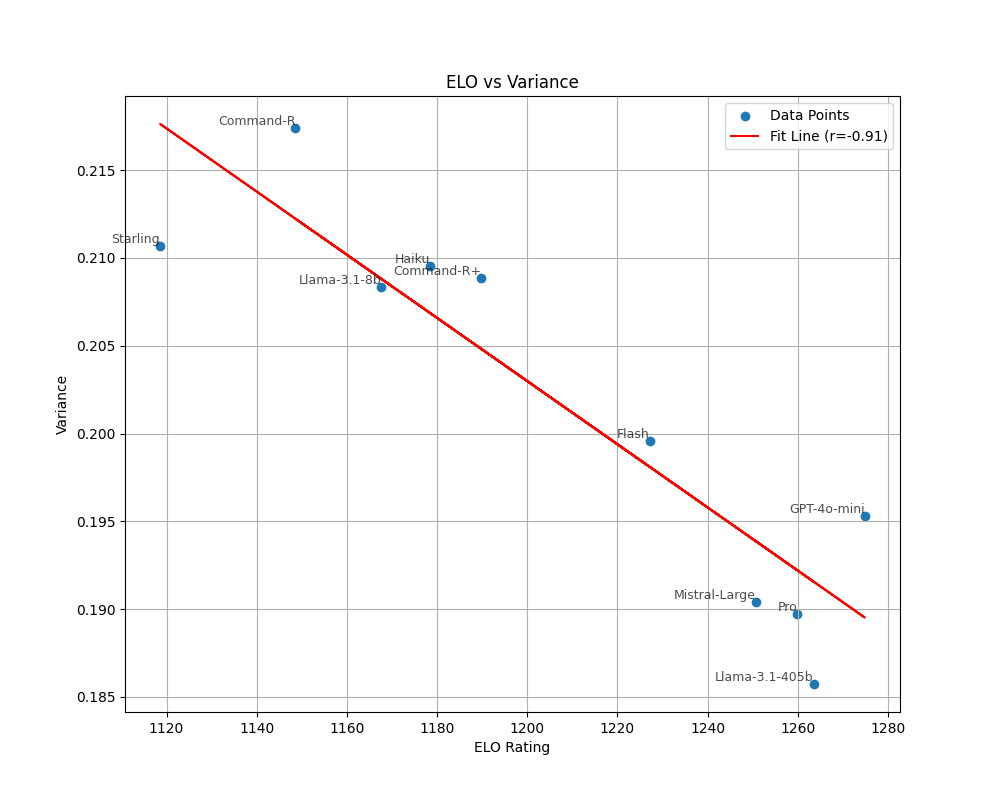 ELO vs Variance
Data Points
Fit Line (r=-0.91)
Command-R
Starling
Haiku
Command-R+
Llama-3.1-8b
Flash
GPT-4o-mini
Mistral-Large
Pro
Llama-3.1-405b
Variance
0.215
0.210
0.205
0.200
0.195
0.190
0.185
1120 1140 1160 1180 1200 1220 1240 1260 1280
ELO Rating